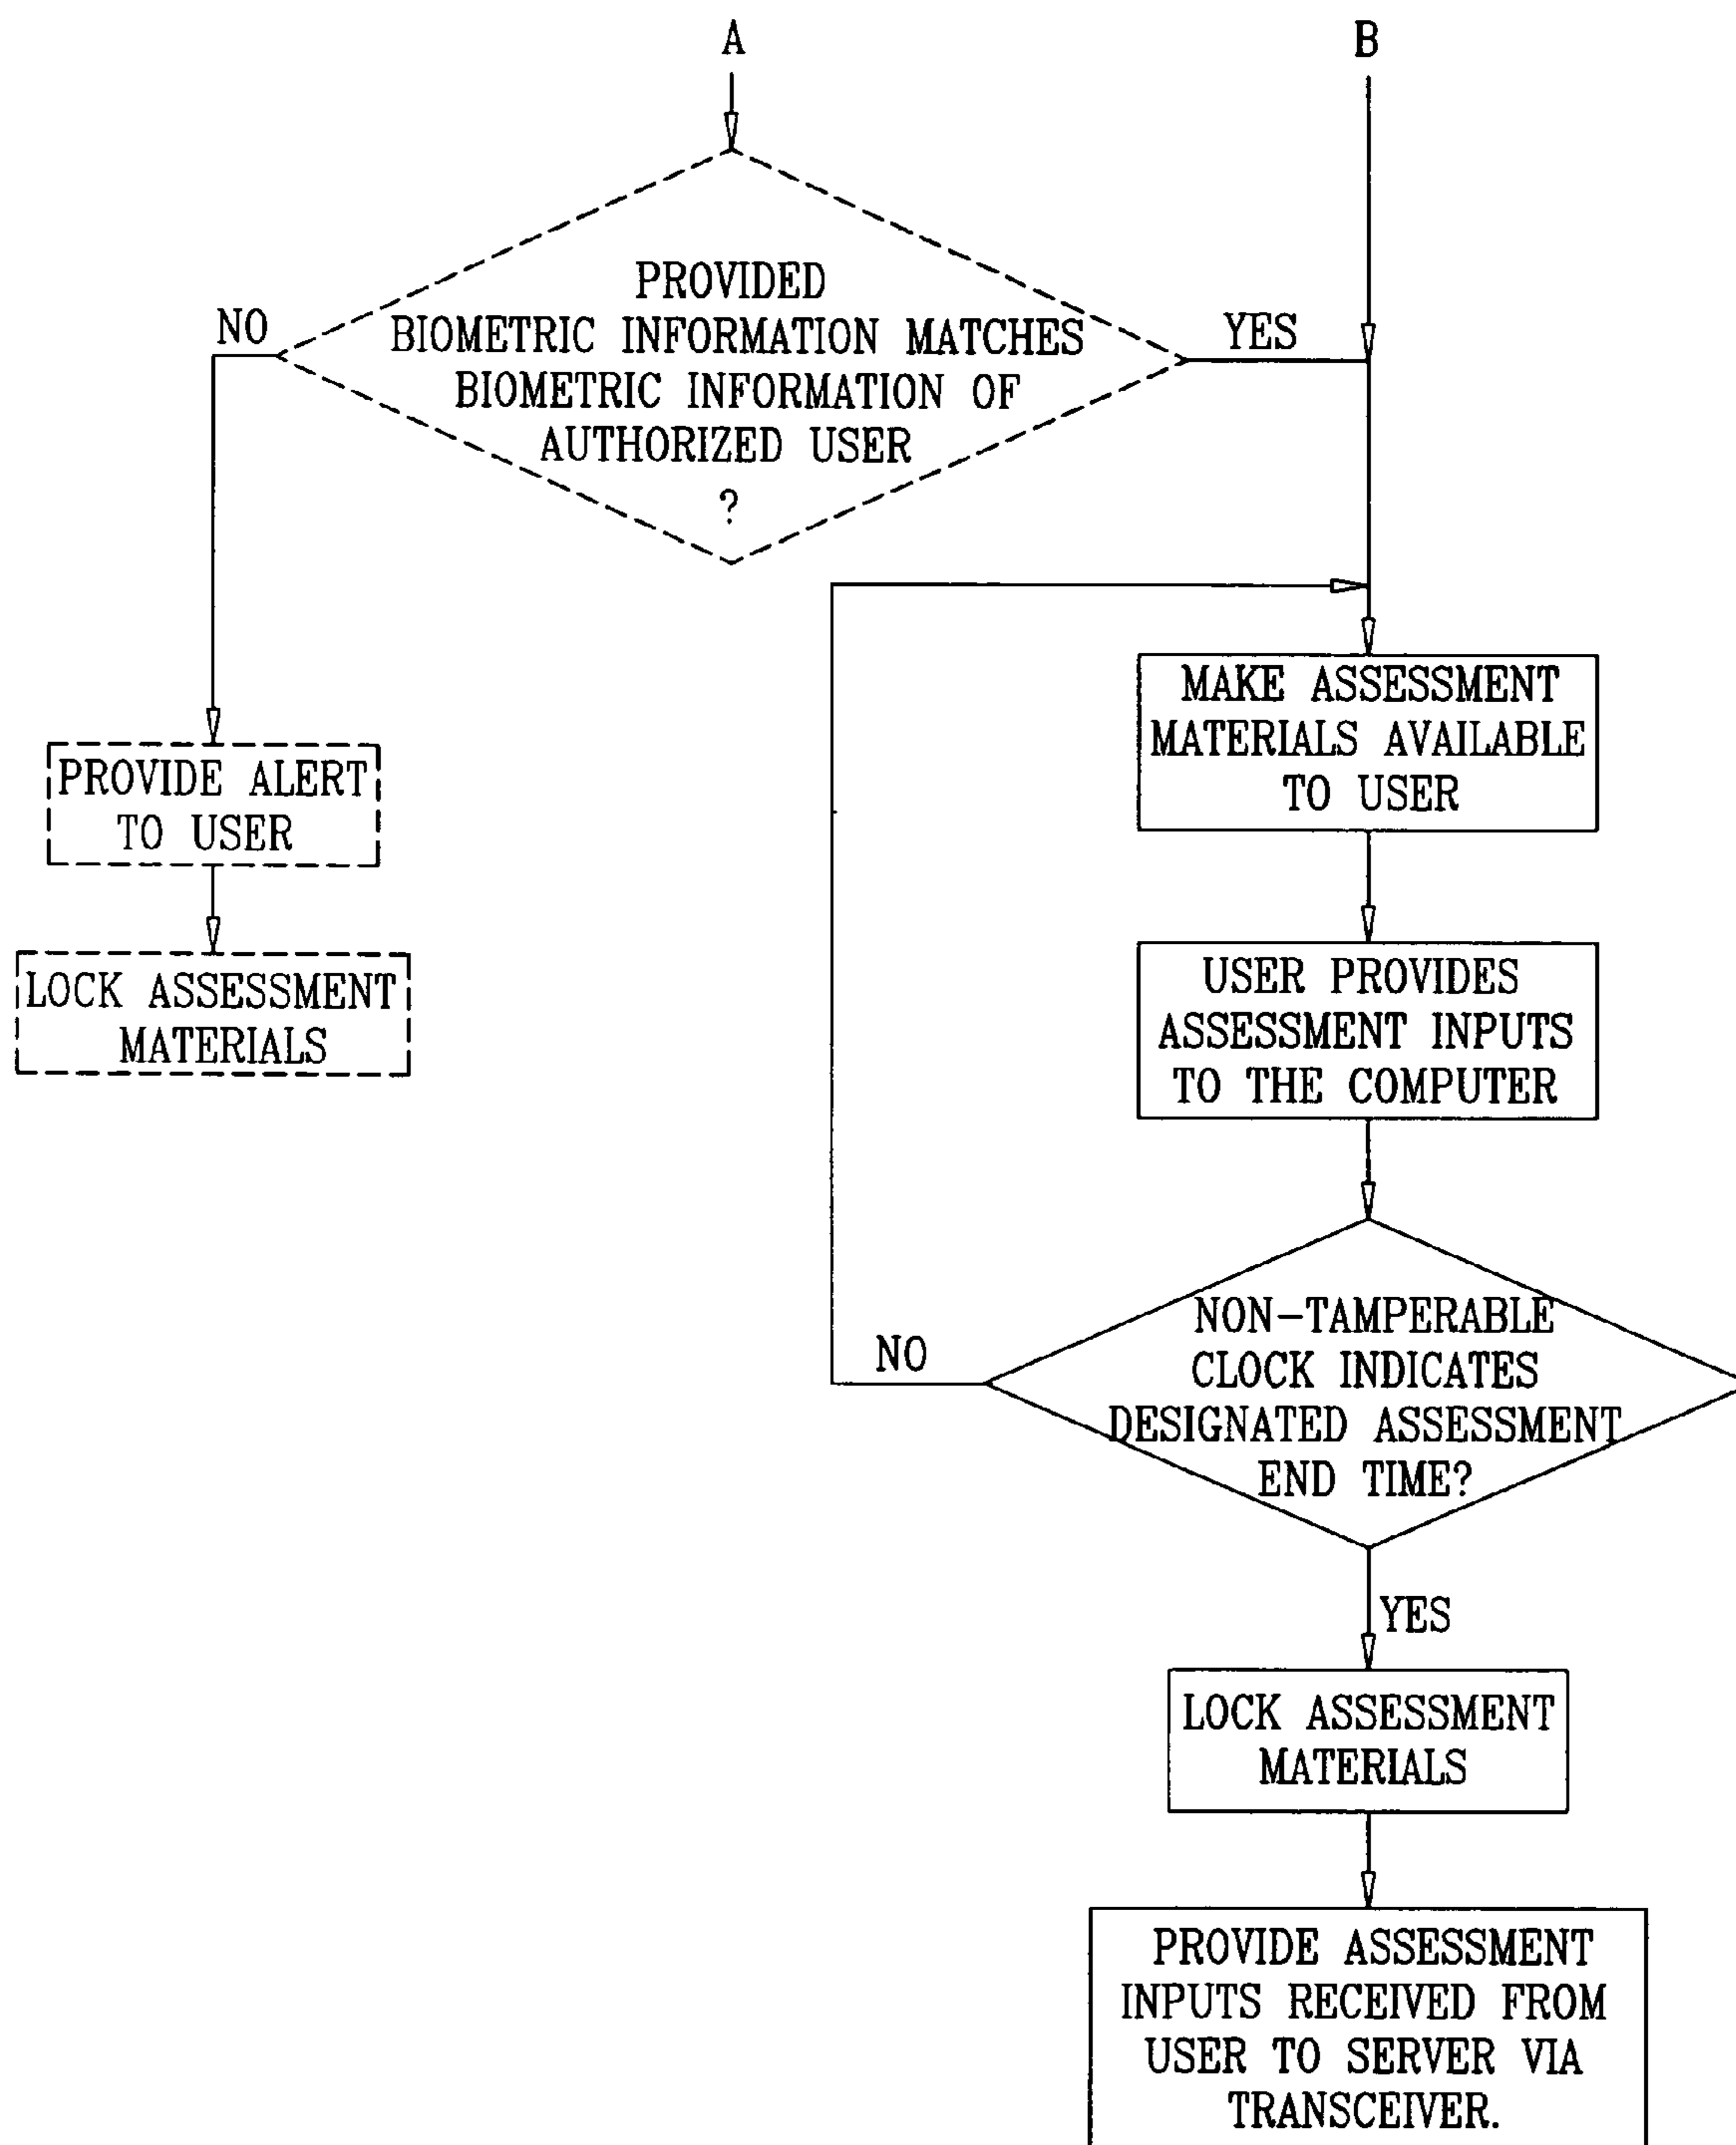 A
B
PROVIDED
BIOMETRIC INFORMATION MATCHES
BIOMETRIC INFORMATION OF
AUTHORIZED USER
?
NO
YES
PROVIDE ALERT
TO USER
LOCK ASSESSMENT
MATERIALS
MAKE ASSESSMENT
MATERIALS AVAILABLE
TO USER
USER PROVIDES
ASSESSMENT INPUTS
TO THE COMPUTER
NON-TAMPERABLE
CLOCK INDICATES
DESIGNATED ASSESSMENT
END TIME?
NO
YES
LOCK ASSESSMENT
MATERIALS
PROVIDE ASSESSMENT
INPUTS RECEIVED FROM
USER TO SERVER VIA
TRANSCEIVER.